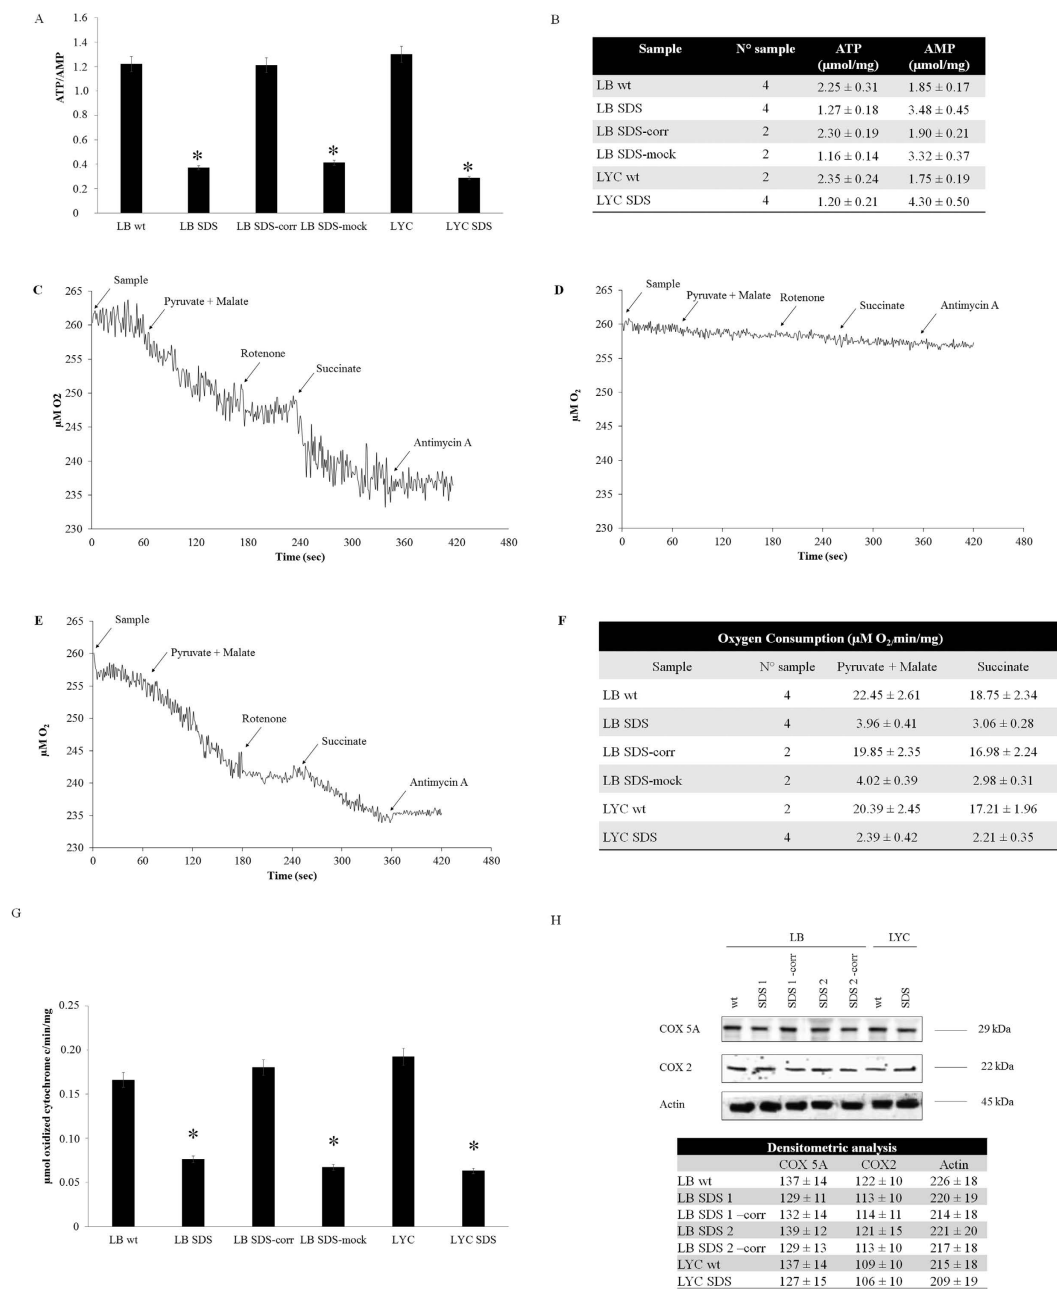 A
ATP/AMP
1.6
1.4
1.2
1
0.8
0.6
0.4
0.2
0
* * *
LB wt LB SDS LB SDS-corr LB SDS-mock LYC LYC SDS
B
Sample N° sample ATP (µmol/mg) AMP (µmol/mg)
LB wt 4 2.25 ± 0.31 1.85 ± 0.17
LB SDS 4 1.27 ± 0.18 3.48 ± 0.45
LB SDS-corr 2 2.30 ± 0.19 1.90 ± 0.21
LB SDS-mock 2 1.16 ± 0.14 3.32 ± 0.37
LYC wt 2 2.35 ± 0.24 1.75 ± 0.19
LYC SDS 4 1.20 ± 0.21 4.30 ± 0.50
C
µM O2
265
260
255
250
245
240
235
230
Sample
Pyruvate + Malate
Rotenone
Succinate
Antimycin A
0 60 120 180 240 300 360 420 480
Time (sec)
D
µM O₂
265
260
255
250
245
240
235
230
Sample
Pyruvate + Malate
Rotenone
Succinate
Antimycin A
0 60 120 180 240 300 360 420 480
Time (sec)
E
µM O₂
265
260
255
250
245
240
235
230
Sample
Pyruvate + Malate
Rotenone
Succinate
Antimycin A
0 60 120 180 240 300 360 420 480
Time (sec)
F
Oxygen Consumption (µM O₂/min/mg)
Sample N° sample Pyruvate + Malate Succinate
LB wt 4 22.45 ± 2.61 18.75 ± 2.34
LB SDS 4 3.96 ± 0.41 3.06 ± 0.28
LB SDS-corr 2 19.85 ± 2.35 16.98 ± 2.24
LB SDS-mock 2 4.02 ± 0.39 2.98 ± 0.31
LYC wt 2 20.39 ± 2.45 17.21 ± 1.96
LYC SDS 4 2.39 ± 0.42 2.21 ± 0.35
G
µmol oxidized cytochrome c/min/mg
0.25
0.20
0.15
0.10
0.05
0
* * *
LB wt LB SDS LB SDS-corr LB SDS-mock LYC LYC SDS
H
LB LYC
wt SDS 1 SDS 1 -corr SDS 2 SDS 2 -corr wt SDS
COX 5A 29 kDa
COX 2 22 kDa
Actin 45 kDa
Densitometric analysis
COX 5A COX2 Actin
LB wt 137 ± 14 122 ± 10 226 ± 18
LB SDS 1 129 ± 11 113 ± 10 220 ± 19
LB SDS 1 –corr 132 ± 14 114 ± 11 214 ± 18
LB SDS 2 139 ± 12 121 ± 15 221 ± 20
LB SDS 2 –corr 129 ± 13 113 ± 10 217 ± 18
LYC wt 137 ± 14 109 ± 10 215 ± 18
LYC SDS 127 ± 15 106 ± 10 209 ± 19